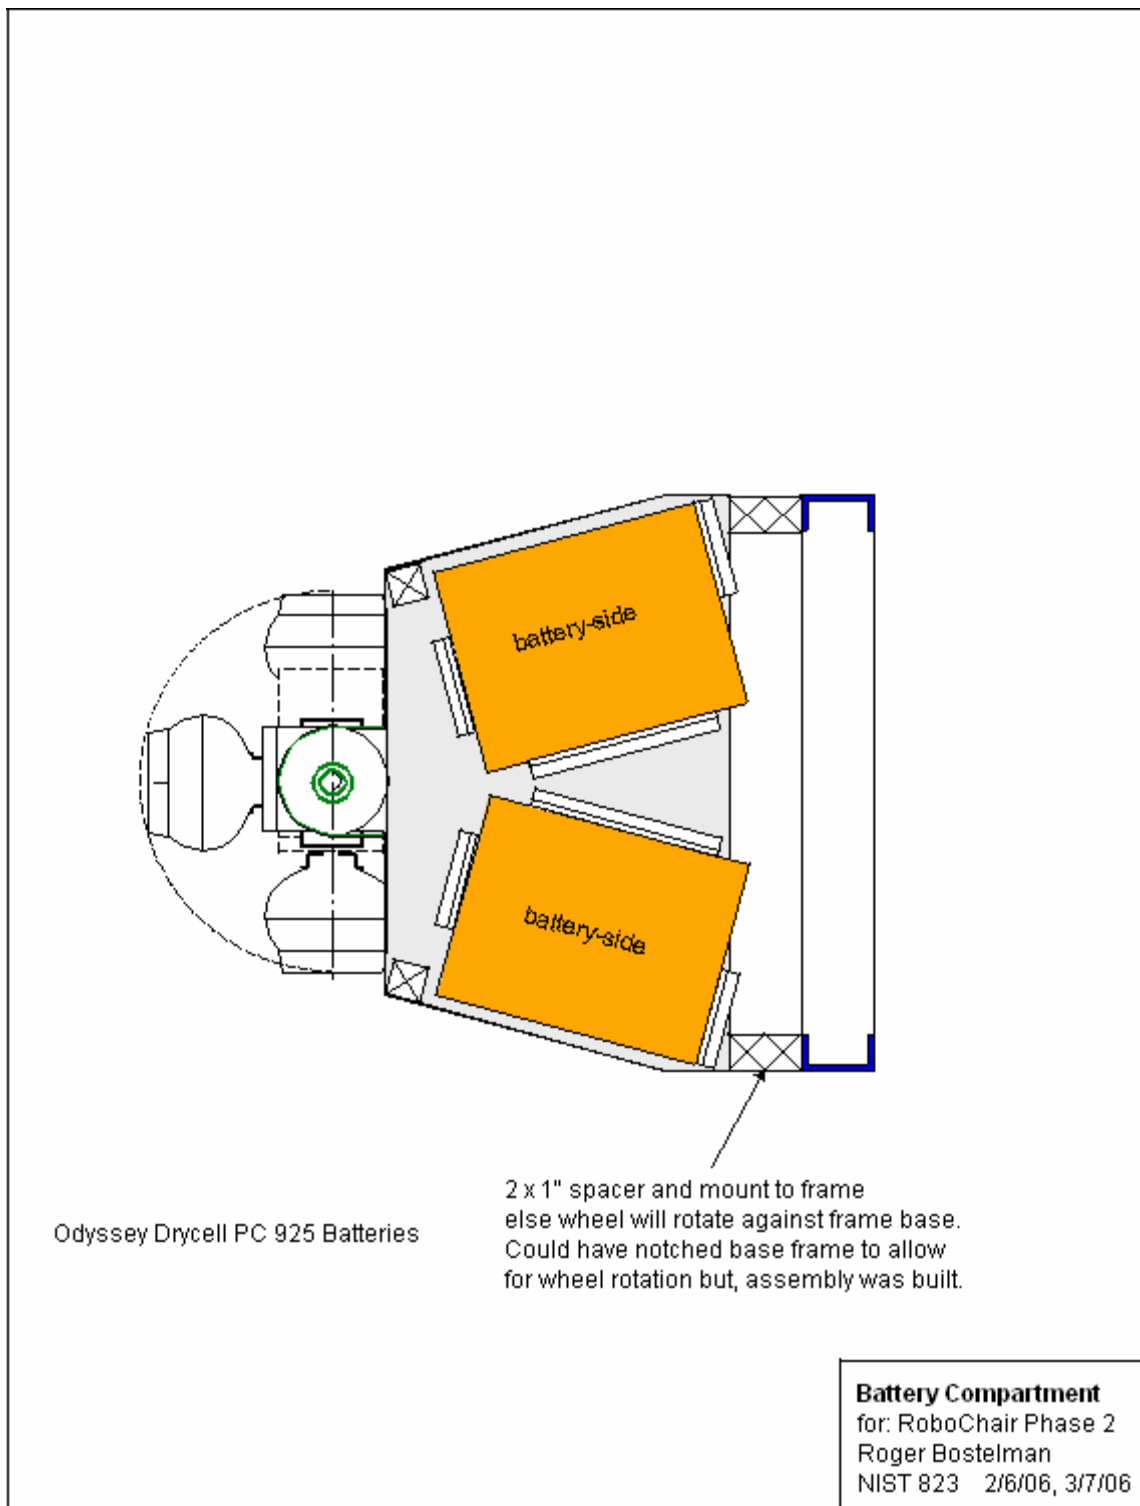 battery-side
battery-side
2 x 1" spacer and mount to frame
else wheel will rotate against frame base.
Could have notched base frame to allow
for wheel rotation but, assembly was built.
Odyssey Drycell PC 925 Batteries
Battery Compartment
for: RoboChair Phase 2
Roger Bostelman
NIST 823 2/6/06, 3/7/06